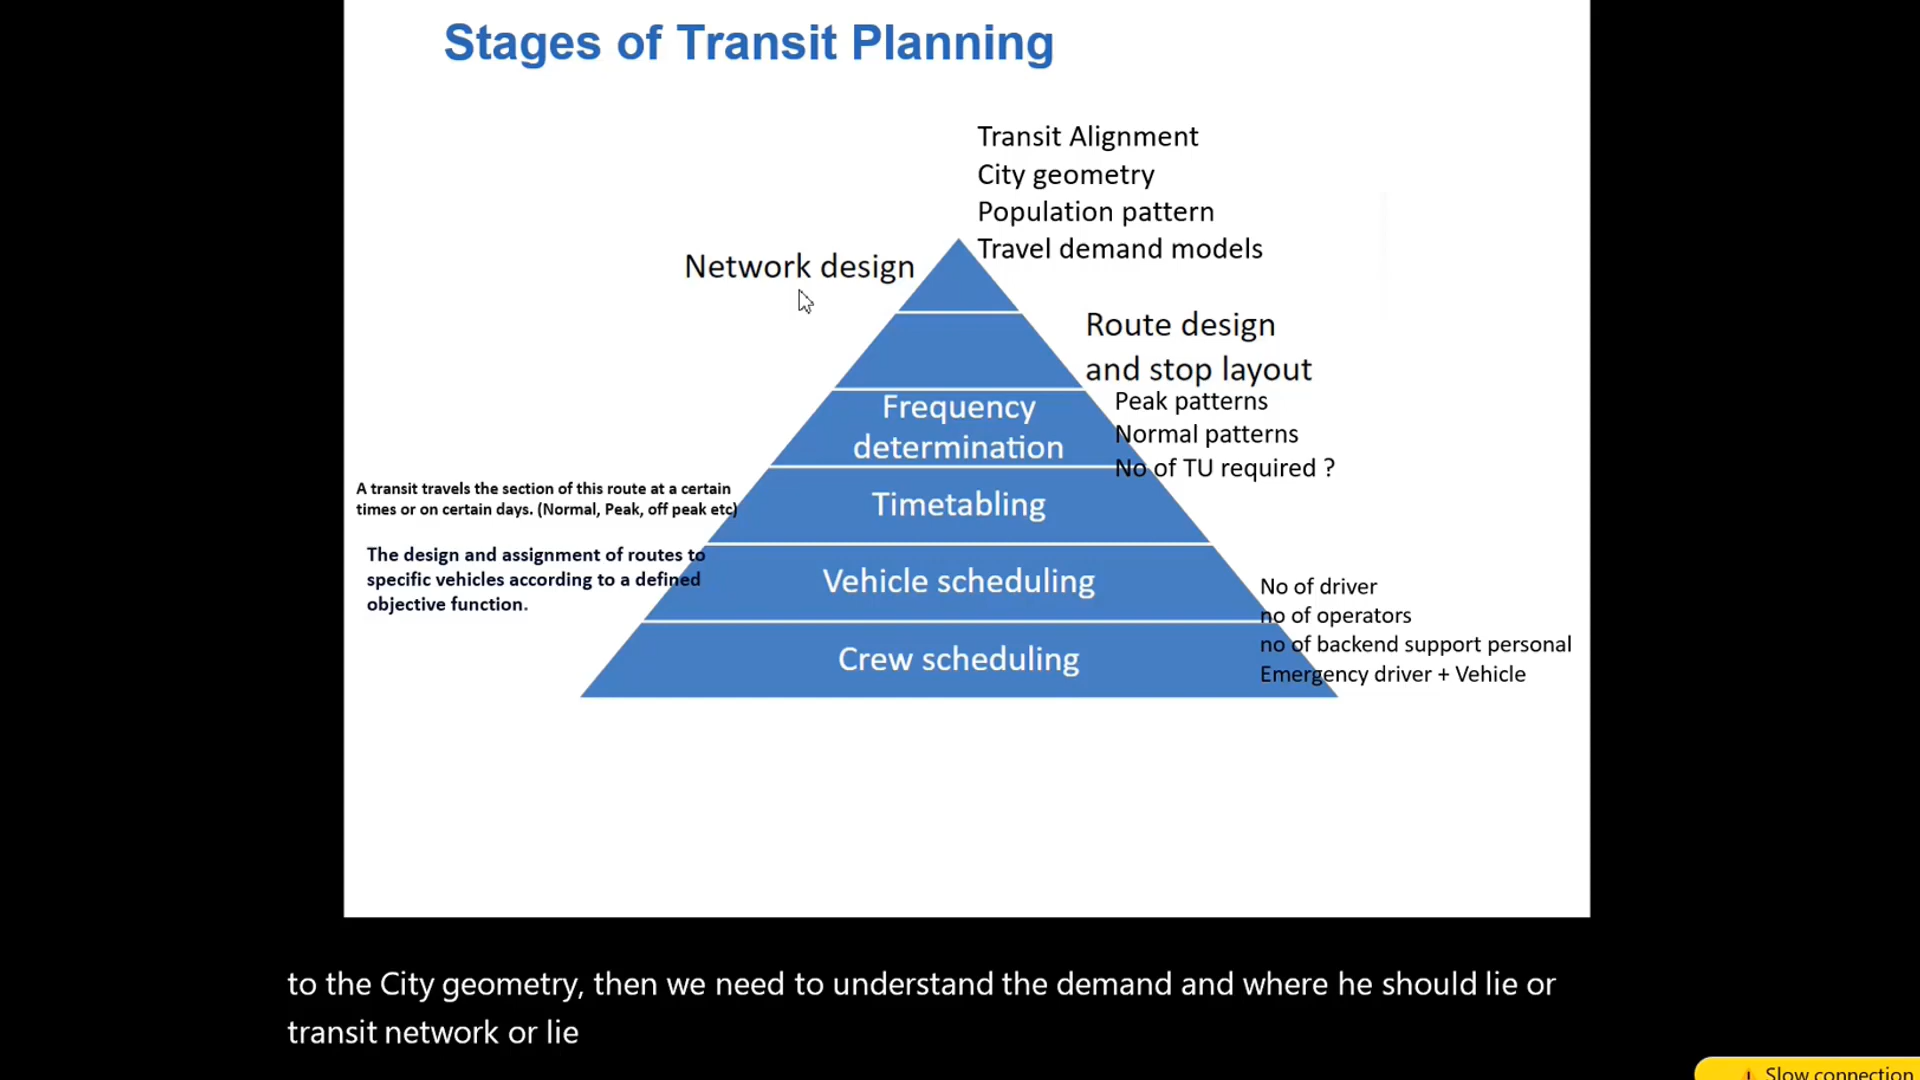 Stages of Transit Planning
Transit Alignment
City geometry
Population pattern
Travel demand models
Network design
Route design
and stop layout
Frequency
determination
Peak patterns
Normal patterns
No of TU required ?
A transit travels the section of this route at a certain
times or on certain days. (Normal, Peak, off peak etc)
Timetabling
The design and assignment of routes to
specific vehicles according to a defined
objective function.
Vehicle scheduling
No of driver
no of operators
no of backend support personal
Emergency driver + Vehicle
Crew scheduling
to the City geometry, then we need to understand the demand and where he should lie or
transit network or lie
Slow connection